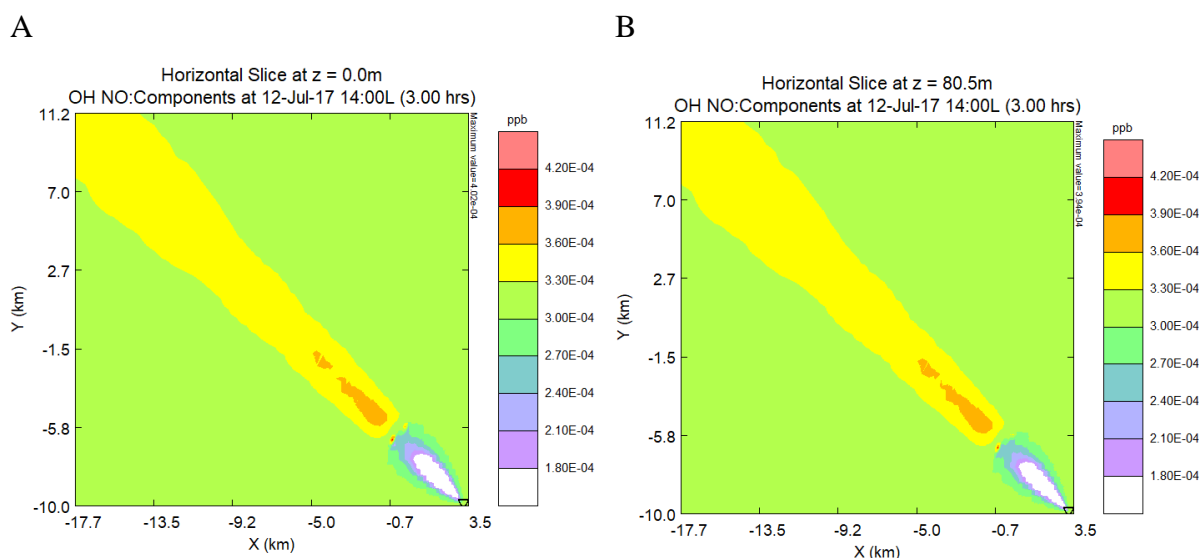 A
Horizontal Slice at z = 0.0m
OH NO:Components at 12-Jul-17 14:00L (3.00 hrs)
Maximum value=4.02e-04
ppb
4.20E-04
3.90E-04
3.60E-04
3.30E-04
3.00E-04
2.70E-04
2.40E-04
2.10E-04
1.80E-04
11.2
7.0
2.7
-1.5
-5.8
-10.0
Y (km)
-17.7 -13.5 -9.2 -5.0 -0.7 3.5
X (km)
B
Horizontal Slice at z = 80.5m
OH NO:Components at 12-Jul-17 14:00L (3.00 hrs)
Maximum value=3.94e-04
ppb
4.20E-04
3.90E-04
3.60E-04
3.30E-04
3.00E-04
2.70E-04
2.40E-04
2.10E-04
1.80E-04
11.2
7.0
2.7
-1.5
-5.8
-10.0
Y (km)
-17.7 -13.5 -9.2 -5.0 -0.7 3.5
X (km)